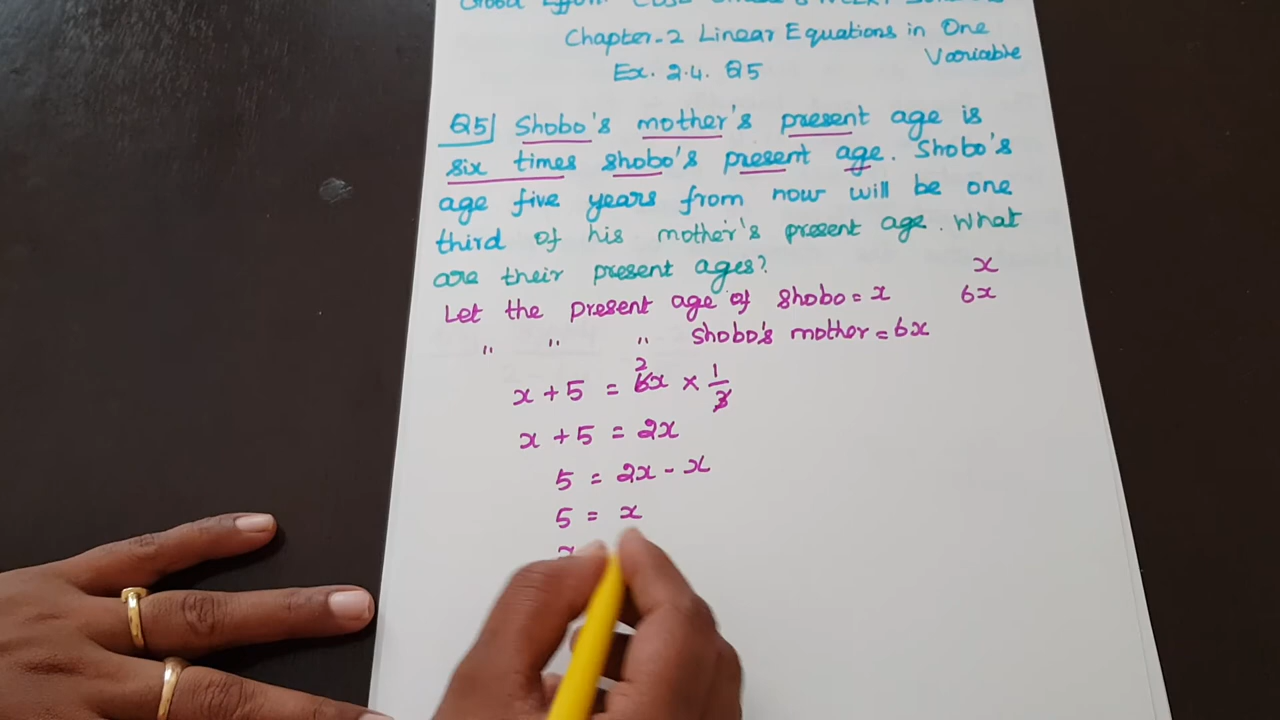 Chapter-2 Linear Equations in One
Variable
Ex. 2.4. Q5
Q5| Shobo's mother's present age is
six times shobo's present age. Shobo's
age five years from now will be one
third of his mother's present age. What
are their present ages?
x
Let the present age of shobo = x
6x
" " " Shobo's mother = 6x
2
x + 5 = 6x × 1/3
x + 5 = 2x
5 = 2x - x
5 = x
x